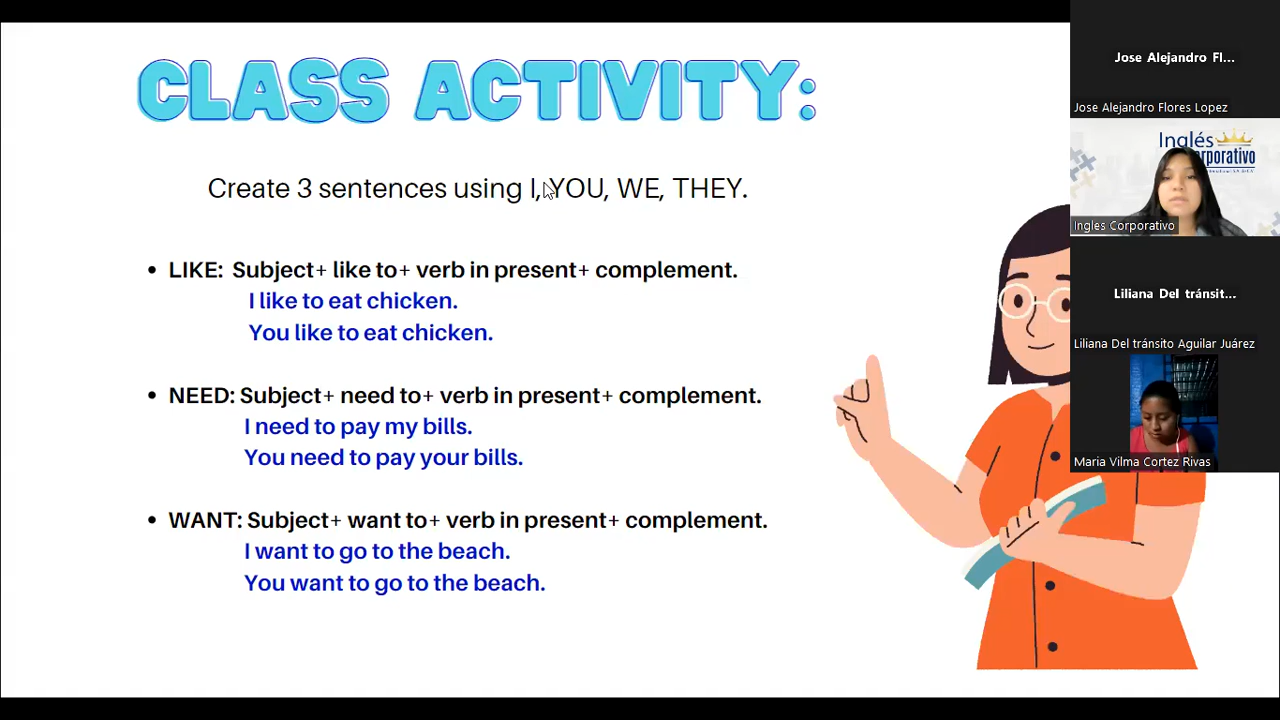 CLASS ACTIVITY:
Create 3 sentences using I, YOU, WE, THEY.
• LIKE: Subject+ like to+ verb in present+ complement.
I like to eat chicken.
You like to eat chicken.
• NEED: Subject+ need to+ verb in present+ complement.
I need to pay my bills.
You need to pay your bills.
• WANT: Subject+ want to+ verb in present+ complement.
I want to go to the beach.
You want to go to the beach.
Jose Alejandro Fl...
Jose Alejandro Flores Lopez
Inglés
Ingles Corporativo
Liliana Del tránsit...
Liliana Del tránsito Aguilar Juárez
Maria Vilma Cortez Rivas